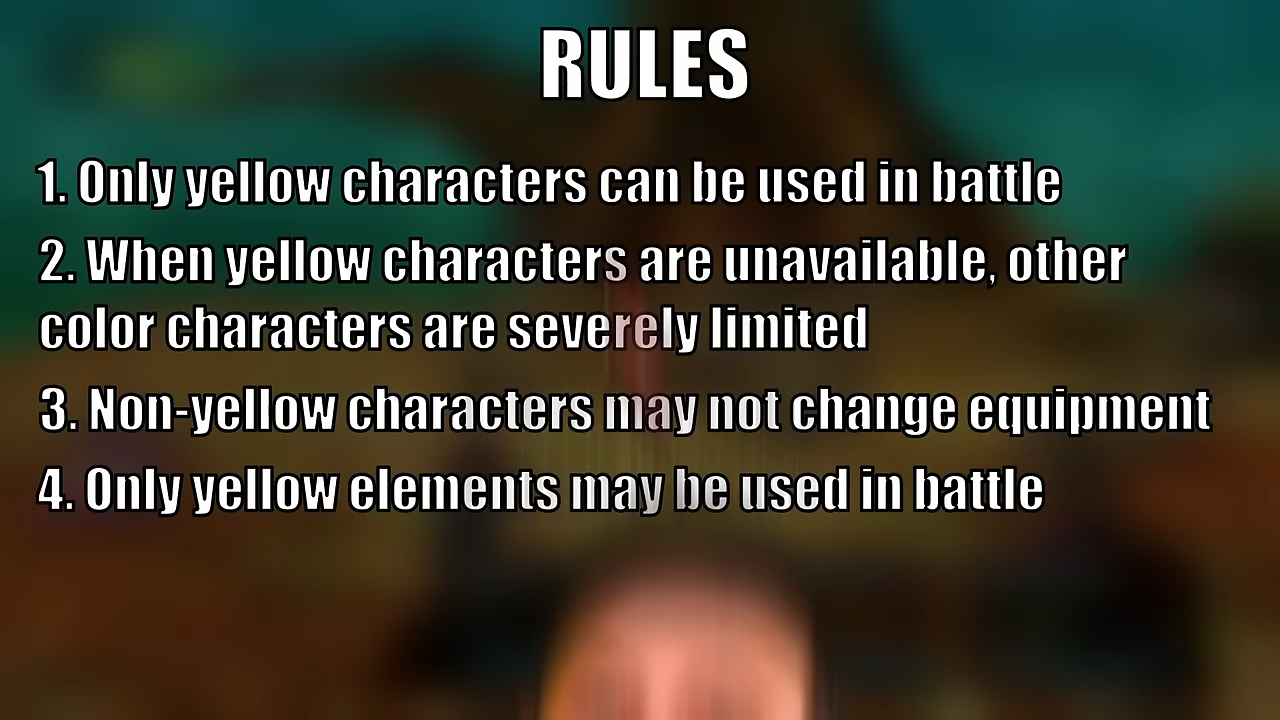 RULES
1. Only yellow characters can be used in battle
2. When yellow characters are unavailable, other
color characters are severely limited
3. Non-yellow characters may not change equipment
4. Only yellow elements may be used in battle